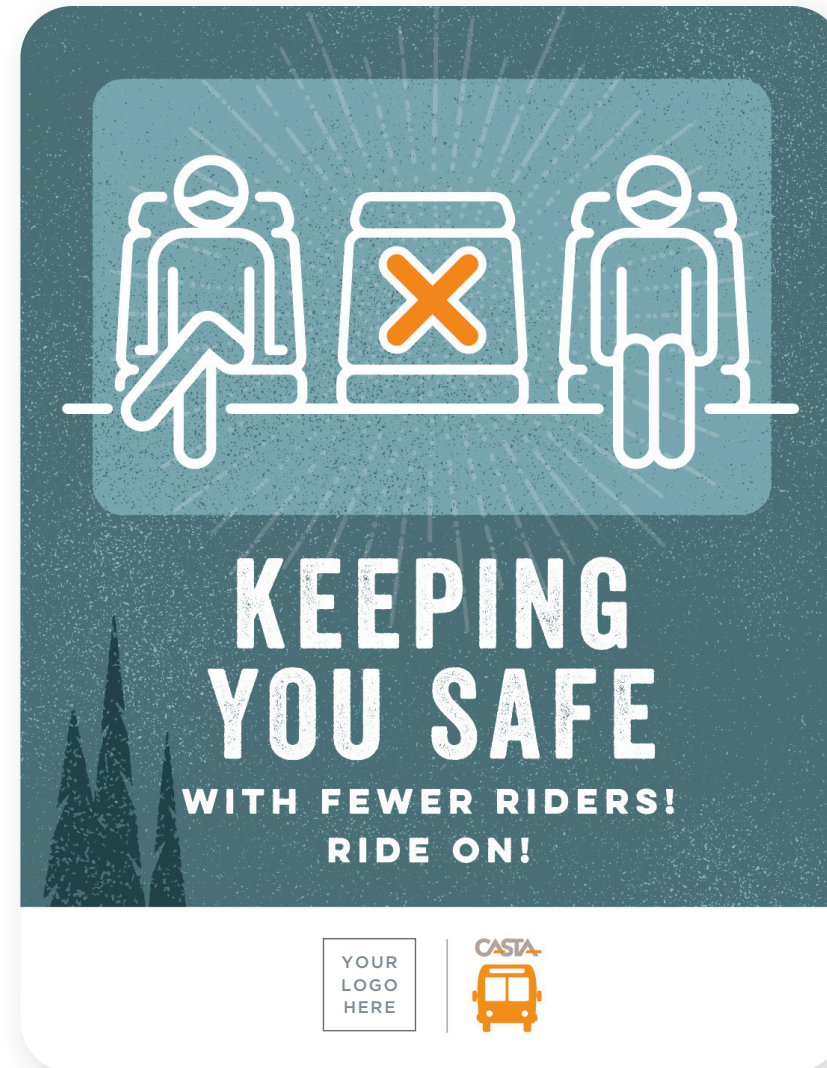 KEEPING
YOU SAFE
WITH FEWER RIDERS!
RIDE ON!
YOUR
LOGO
HERE
CASTA